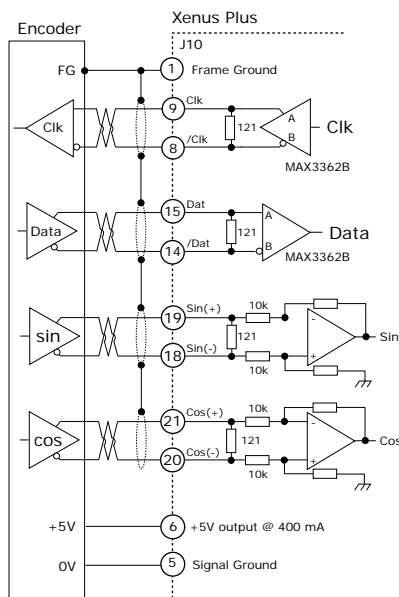 Xenus Plus
Encoder
J10
FG
1
Frame Ground
Clk
9
Clk
121
A
B
Clk
8
/Clk
MAX3362B
Data
15
Dat
121
A
B
Data
14
/Dat
MAX3362B
sin
19
Sin(+)
10k
-
121
Sin
18
Sin(-)
+
10k
cos
21
Cos(+)
10k
-
121
Cos
20
Cos(-)
+
10k
+5V
6
+5V output @ 400 mA
0V
5
Signal Ground